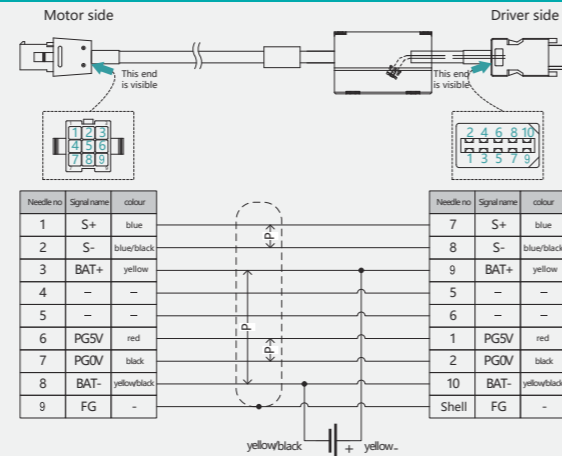 Motor side Driver side
This end
is visible
This end
is visible
1 2 3
4 5 6
7 8 9
2 4 6 8 10
1 3 5 7 9
Needle no Signal name colour
1 S+ blue
2 S- blue/black
3 BAT+ yellow
4 – –
5 – –
6 PG5V red
7 PG0V black
8 BAT- yellow/black
9 FG -
P
P
P
Needle no Signal name colour
7 S+ blue
8 S- blue/black
9 BAT+ yellow
5 – –
6 – –
1 PG5V red
2 PG0V black
10 BAT- yellow/black
Shell FG -
yellow/black + yellow-